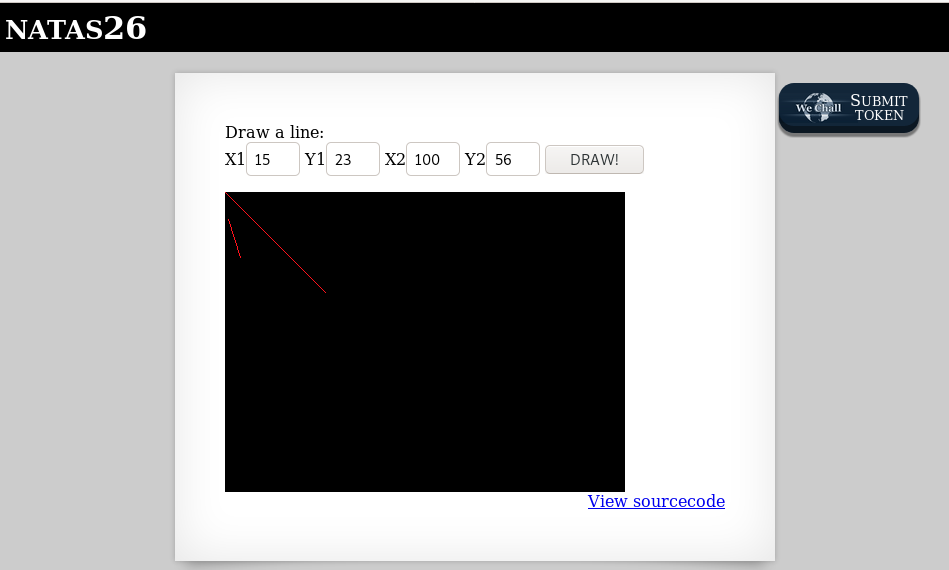 NATAS26
Draw a line:
X1 15 Y1 23 X2 100 Y2 56 DRAW!
We Chall SUBMIT TOKEN
View sourcecode